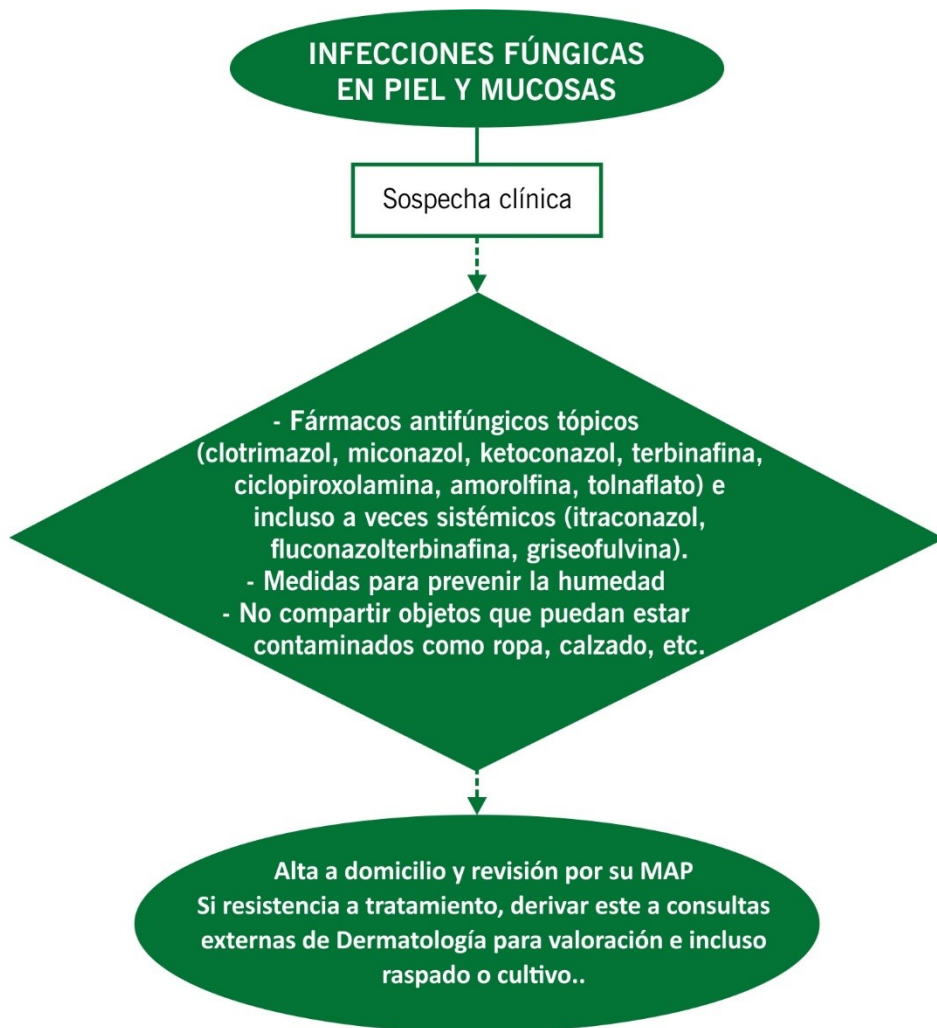 INFECCIONES FÚNGICAS
EN PIEL Y MUCOSAS
Sospecha clínica
- Fármacos antifúngicos tópicos
(clotrimazol, miconazol, ketoconazol, terbinafina,
ciclopiroxolamina, amorolfina, tolnaflato) e
incluso a veces sistémicos (itraconazol,
fluconazolterbinafina, griseofulvina).
- Medidas para prevenir la humedad
- No compartir objetos que puedan estar
contaminados como ropa, calzado, etc.
Alta a domicilio y revisión por su MAP
Si resistencia a tratamiento, derivar este a consultas
externas de Dermatología para valoración e incluso
raspado o cultivo..